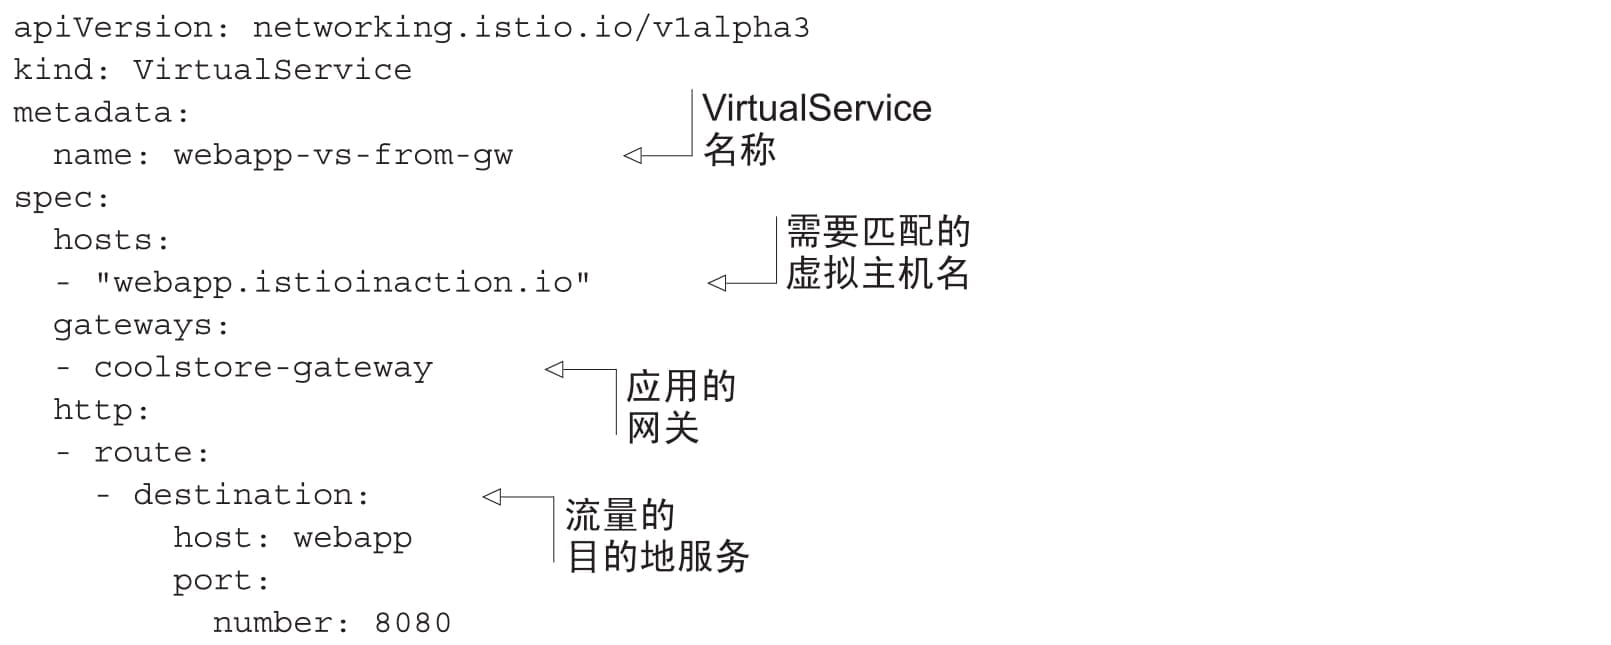 apiVersion: networking.istio.io/v1alpha3
kind: VirtualService
metadata:
  name: webapp-vs-from-gw
VirtualService
名称
spec:
  hosts:
  - "webapp.istioinaction.io"
需要匹配的
虚拟主机名
  gateways:
  - coolstore-gateway
应用的
网关
  http:
  - route:
    - destination:
流量的
目的地服务
        host: webapp
        port:
          number: 8080